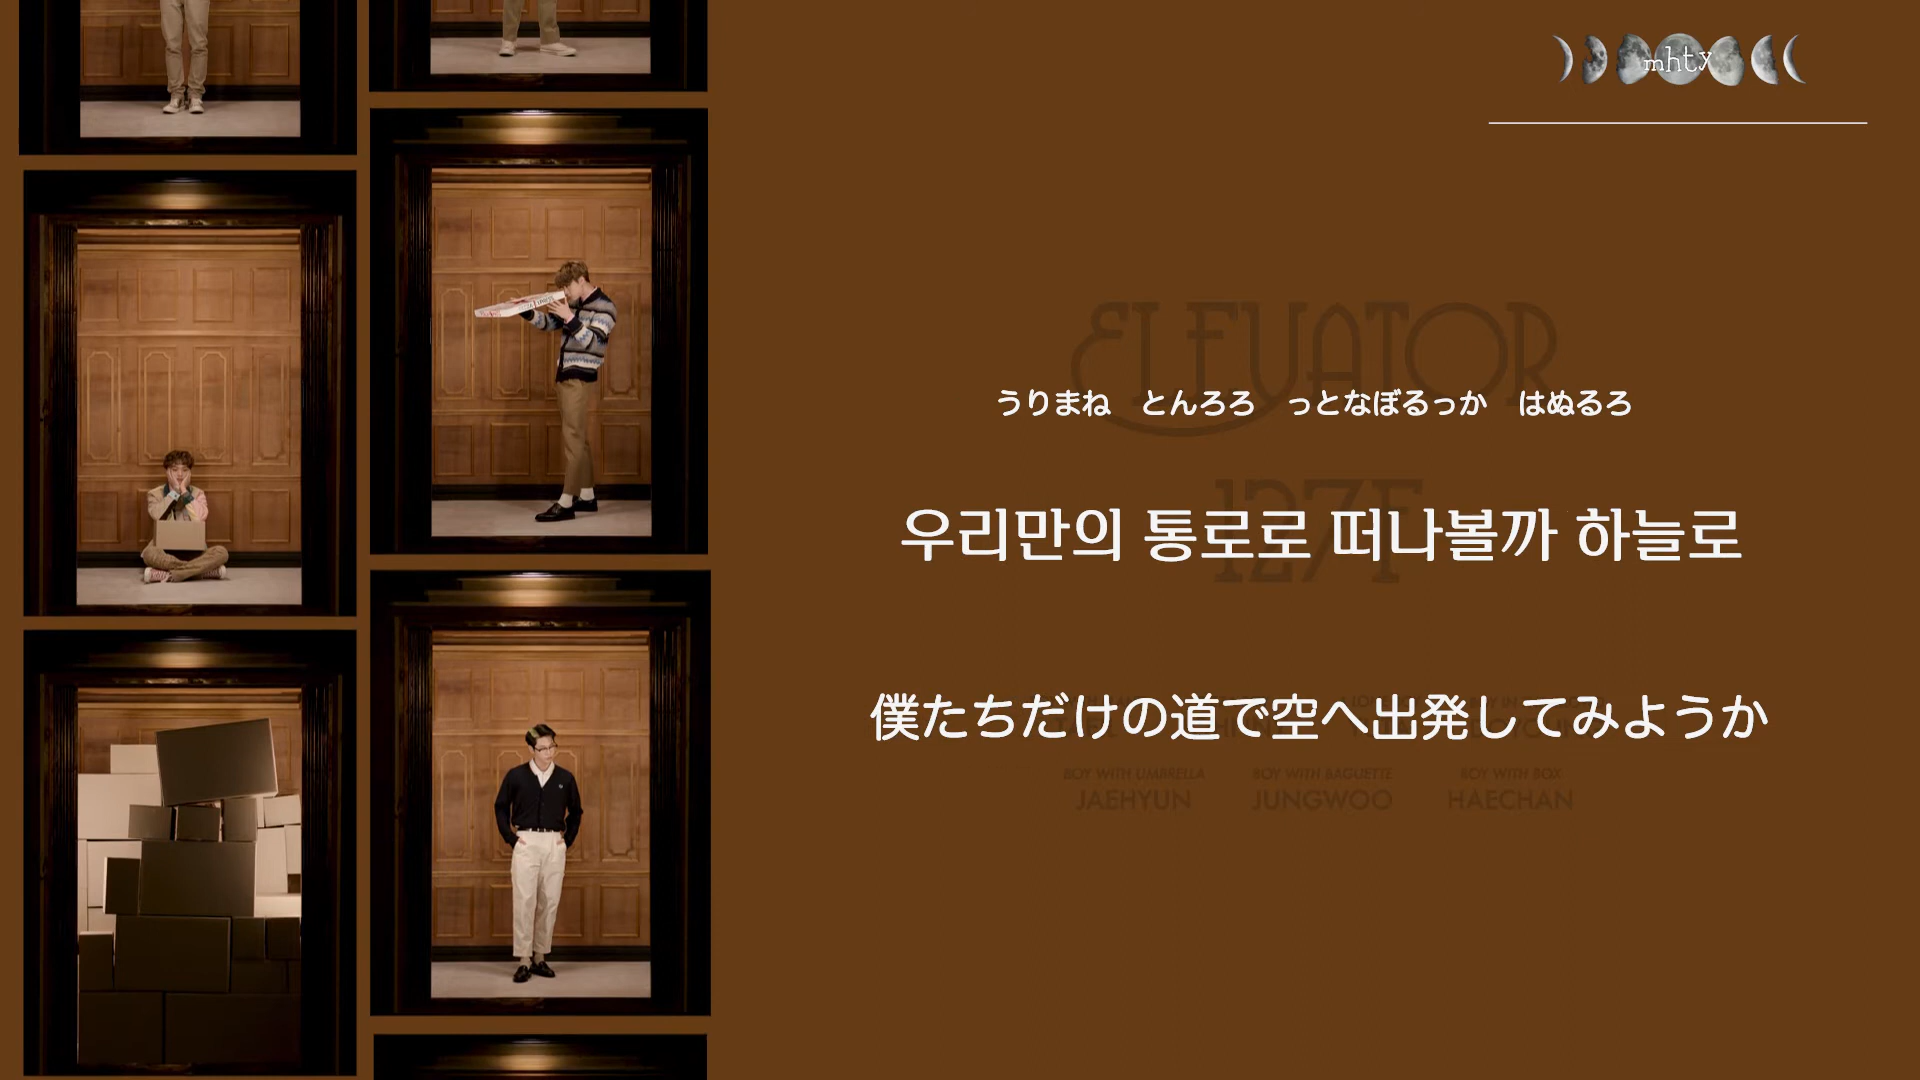 mhty
ELEVATOR
うりまね　とんろろ　っとなぼるっか　はぬるろ
127F
우리만의 통로로 떠나볼까 하늘로
僕たちだけの道で空へ出発してみようか
BOY WITH UMBRELLA BOY WITH BAGUETTE BOY WITH BOX
JAEHYUN JUNGWOO HAECHAN